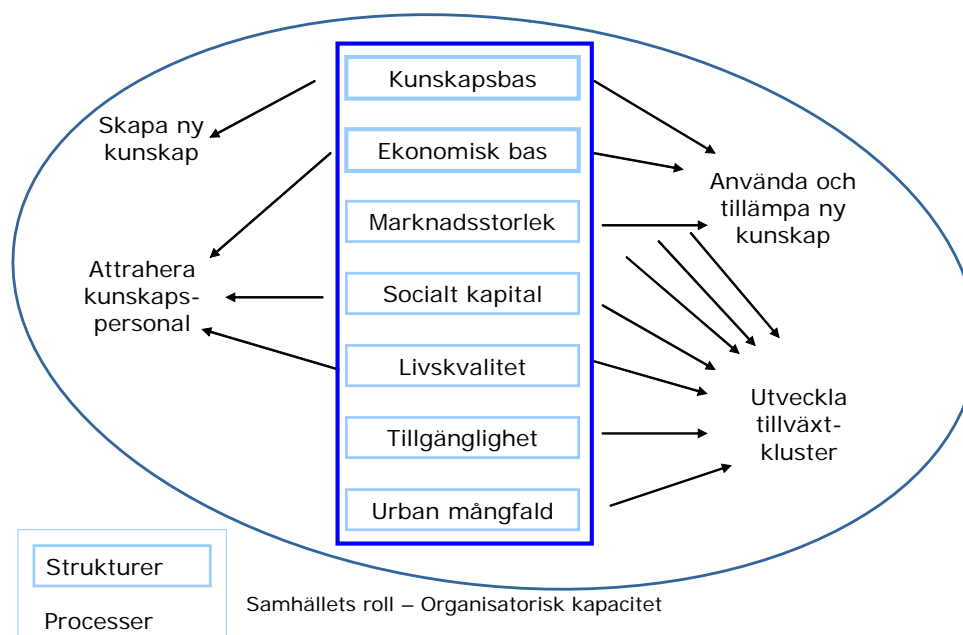 Kunskapsbas
Ekonomisk bas
Marknadsstorlek
Socialt kapital
Livskvalitet
Tillgänglighet
Urban mångfald
Skapa ny
kunskap
Attrahera
kunskaps-
personal
Använda och
tillämpa ny
kunskap
Utveckla
tillväxt-
kluster
Strukturer
Processer
Samhällets roll – Organisatorisk kapacitet